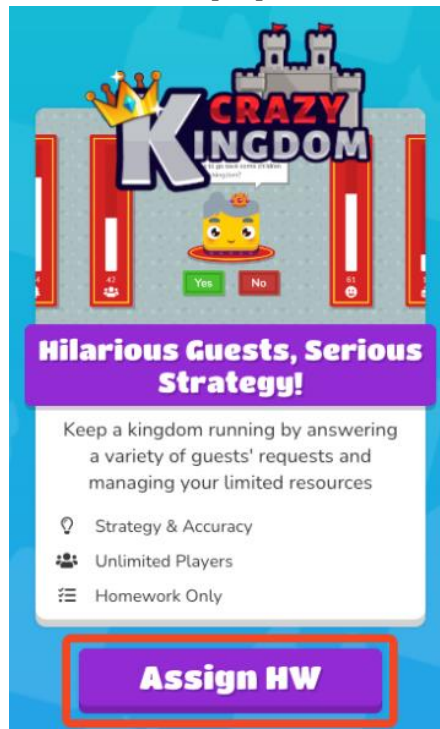 CRAZY
KINGDOM
42
Yes
No
61
Hilarious Guests, Serious
Strategy!
Keep a kingdom running by answering
a variety of guests' requests and
managing your limited resources
Strategy & Accuracy
Unlimited Players
Homework Only
Assign HW